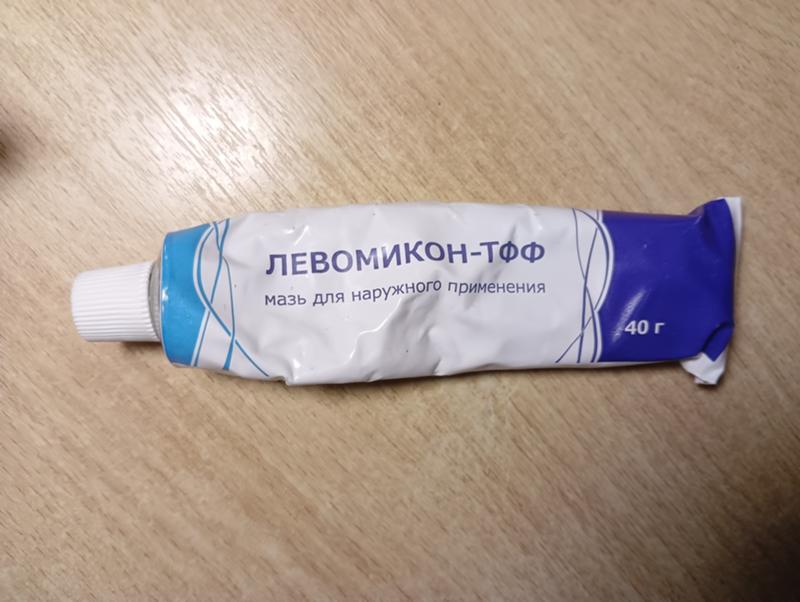 ЛЕВОМИКОН-ТФФ
мазь для наружного применения
40 г